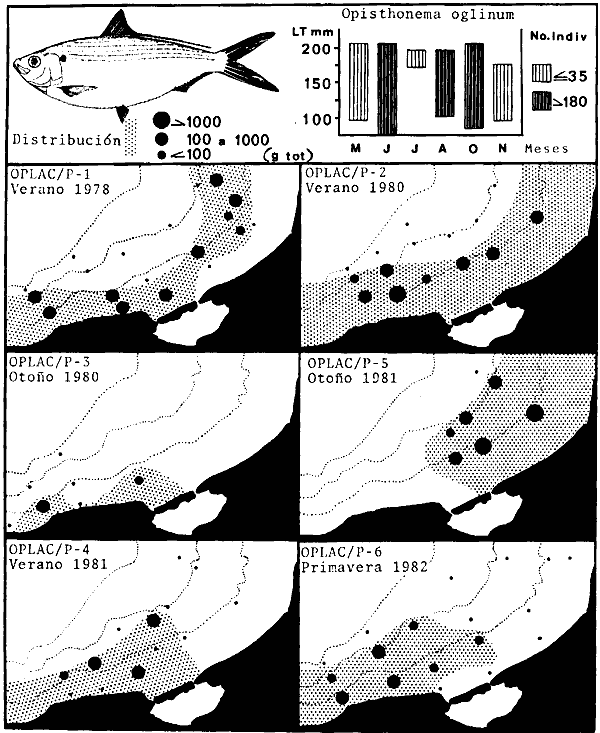 Opisthonema oglinum
LT mm
200
150
100
M J J A O N Meses
No.indiv
≤35
>180
Distribución
>1000
100 a 1000
<100
(g tot)
OPLAC/P-1
Verano 1978
OPLAC/P-2
Verano 1980
OPLAC/P-3
Otoño 1980
OPLAC/P-5
Otoño 1981
OPLAC/P-4
Verano 1981
OPLAC/P-6
Primavera 1982